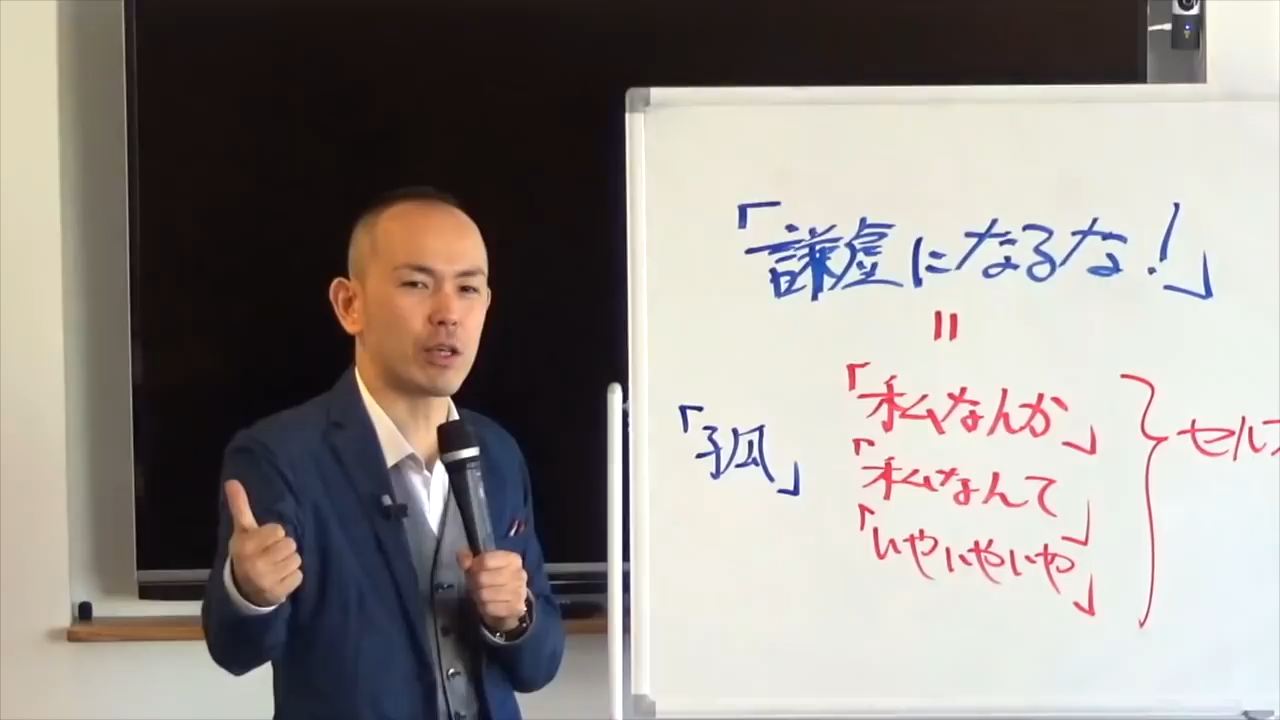 「謙虚になるな!」
=
「孤」
「私なんか」
「私なんて」
「いやいやいや」
セルフ